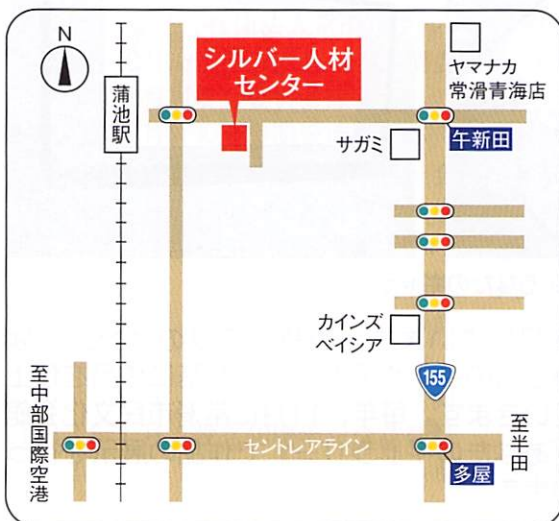 N
蒲池駅
シルバー人材
センター
ヤマナカ
常滑青海店
サガミ
午新田
カインズ
ベイシア
155
至中部国際空港
セントレアライン
至半田
多屋